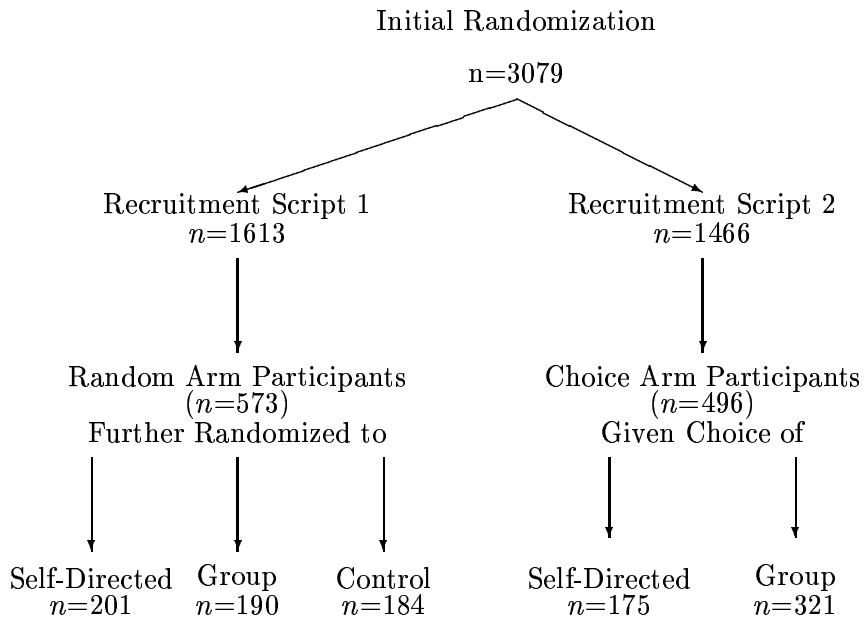 Initial Randomization
n=3079
Recruitment Script 1
n=1613
Recruitment Script 2
n=1466
Random Arm Participants
(n=573)
Further Randomized to
Choice Arm Participants
(n=496)
Given Choice of
Self-Directed
n=201
Group
n=190
Control
n=184
Self-Directed
n=175
Group
n=321